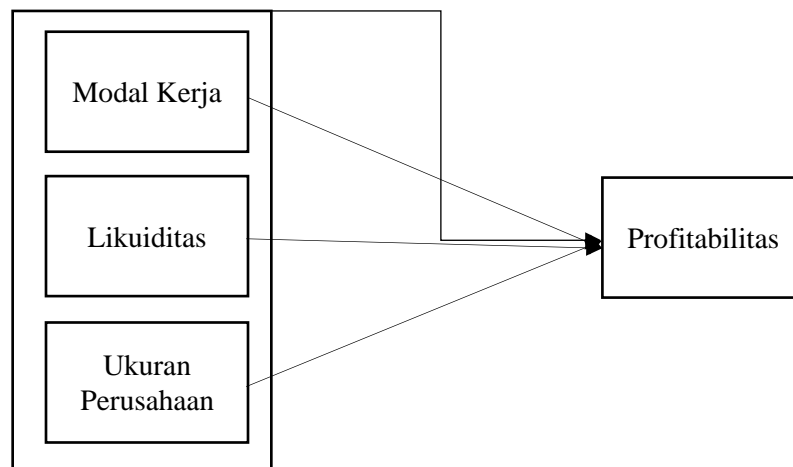 Modal Kerja
Likuiditas
Ukuran
Perusahaan
Profitabilitas